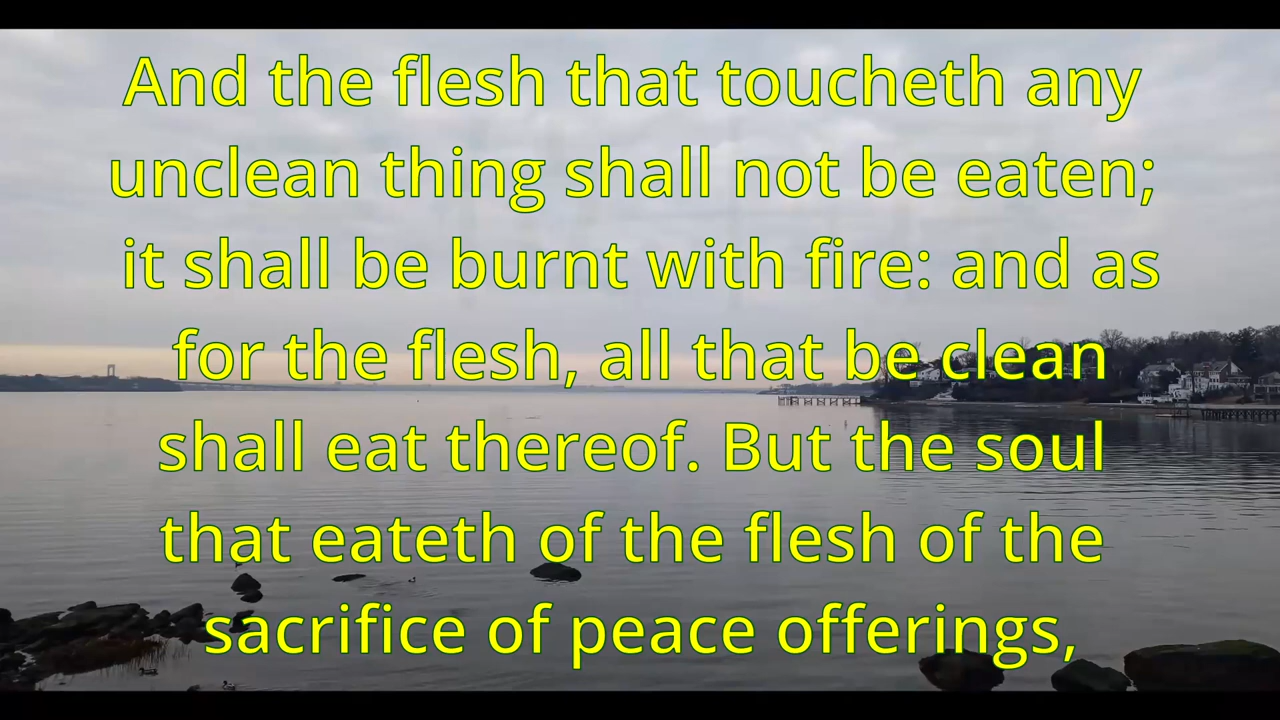 And the flesh that toucheth any
unclean thing shall not be eaten;
it shall be burnt with fire: and as
for the flesh, all that be clean
shall eat thereof. But the soul
that eateth of the flesh of the
sacrifice of peace offerings,